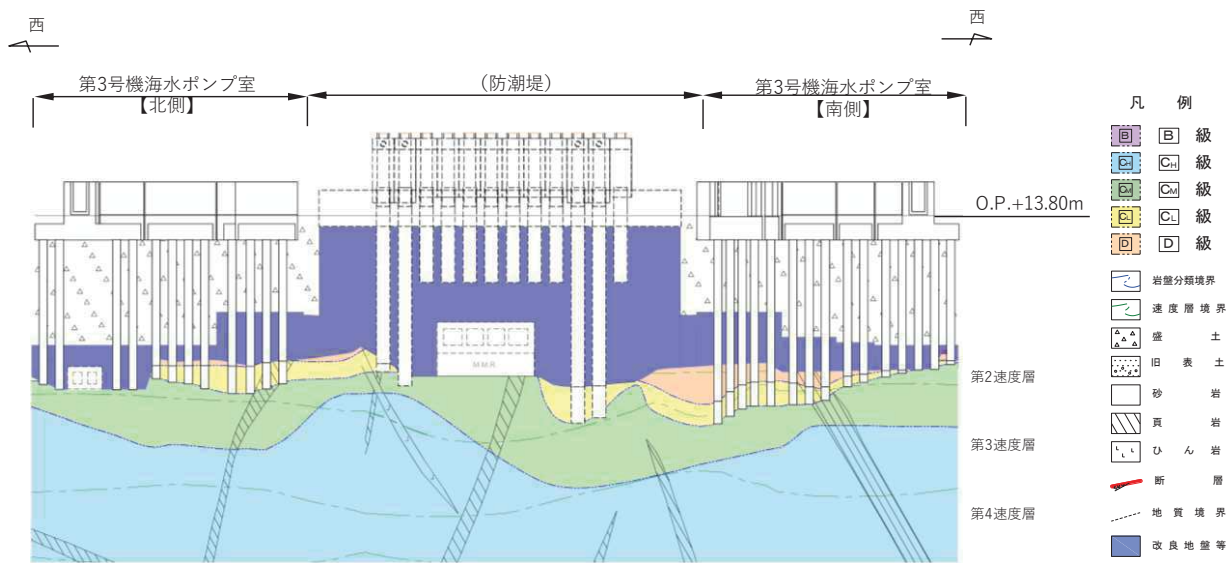 西
西
第3号機海水ポンプ室
【北側】
(防潮堤)
第3号機海水ポンプ室
【南側】
O.P.+13.80m
M.M.R
第2速度層
第3速度層
第4速度層
凡 例
B B 級
CH CH 級
CM CM 級
CL CL 級
D D 級
岩盤分類境界
速度層境界
盛 土
旧 表 土
砂 岩
頁 岩
ひ ん 岩
断 層
地 質 境 界
改 良 地 盤 等